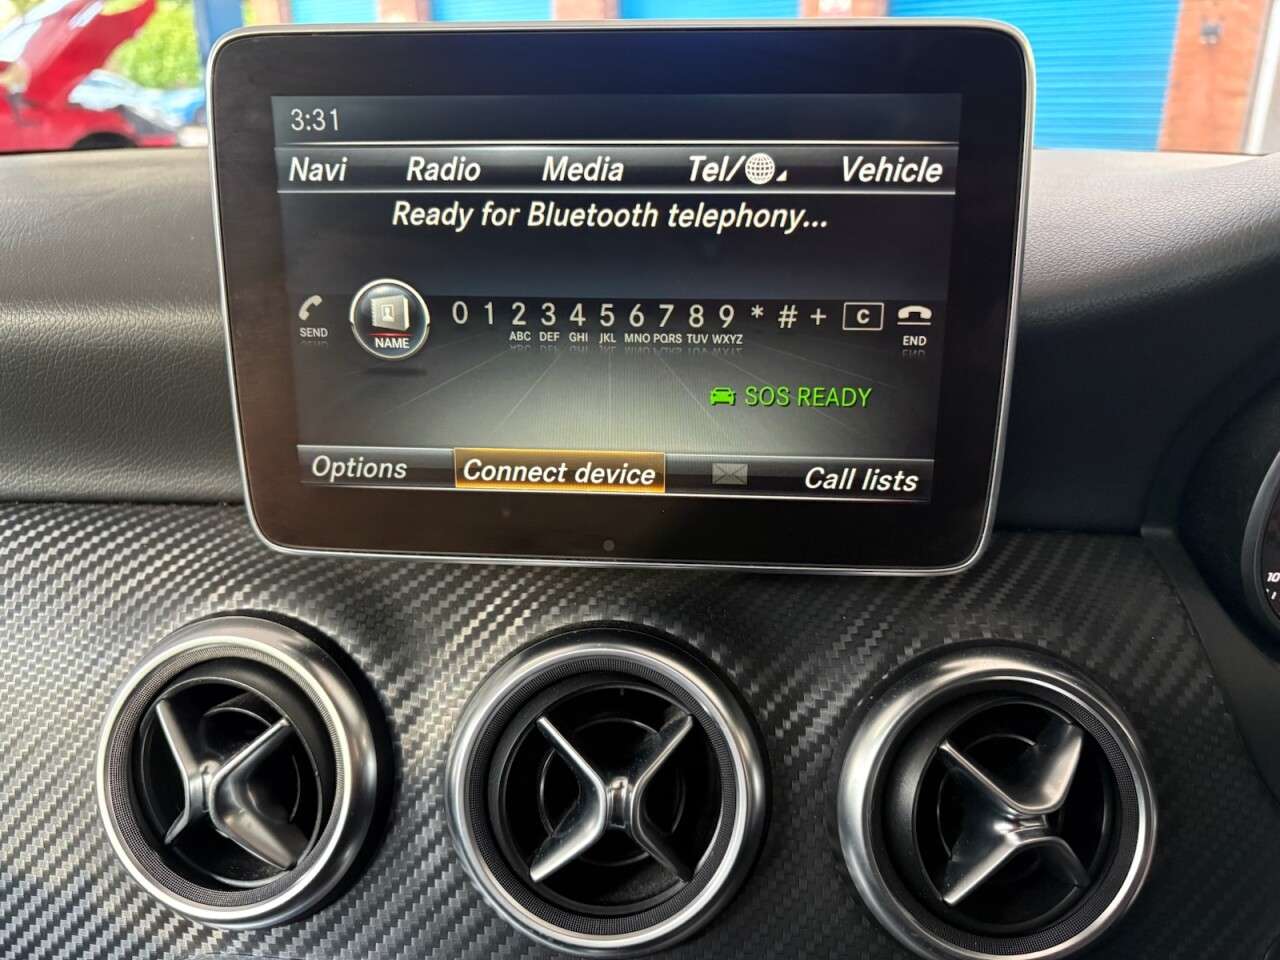 3:31
Navi Radio Media Tel/ Vehicle
Ready for Bluetooth telephony...
0 1 2 3 4 5 6 7 8 9 * # + C
SEND NAME ABC DEF GHI JKL MNO PQRS TUV WXYZ END
SOS READY
Options Connect device Call lists
10
1